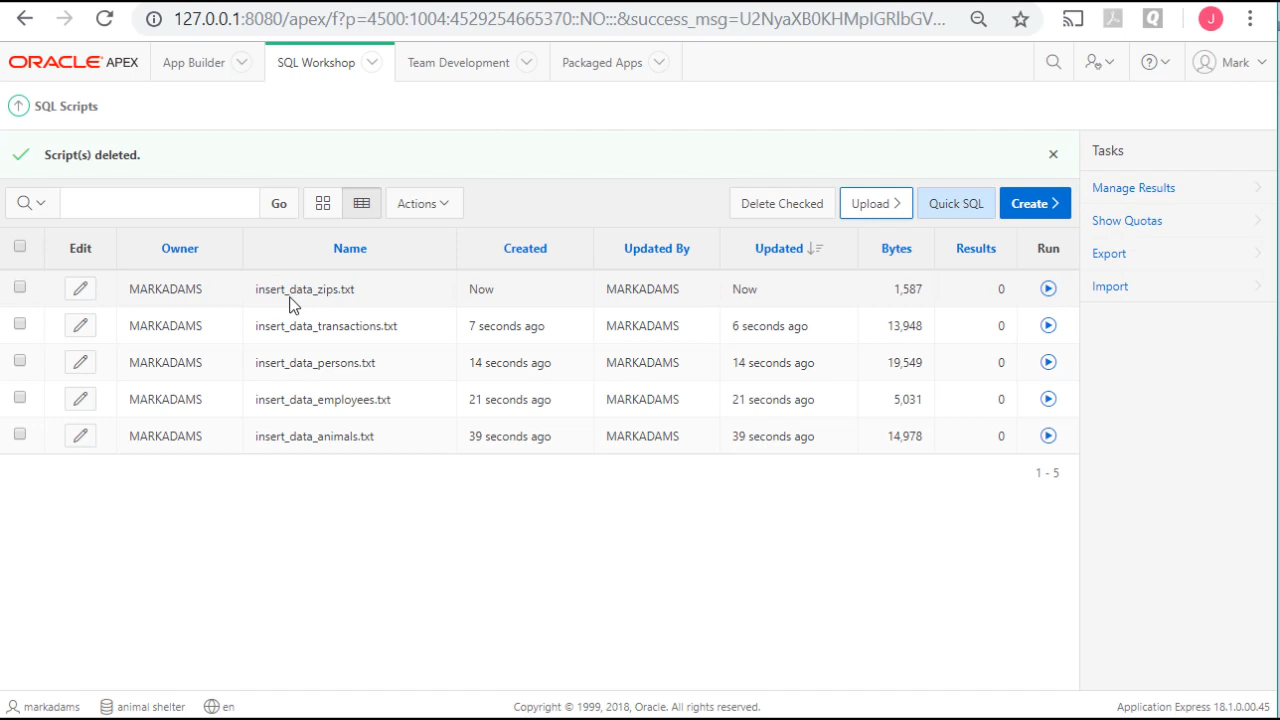 127.0.0.1:8080/apex/f?p=4500:1004:4529254665370::NO:::&success_msg=U2NyaXB0KHMpIGRlbGV...
J
ORACLE APEX App Builder SQL Workshop Team Development Packaged Apps Mark
SQL Scripts
Script(s) deleted.
Tasks
Manage Results
Show Quotas
Export
Import
Go Actions Delete Checked Upload Quick SQL Create
Edit Owner Name Created Updated By Updated Bytes Results Run
MARKADAMS insert_data_zips.txt Now MARKADAMS Now 1,587 0
MARKADAMS insert_data_transactions.txt 7 seconds ago MARKADAMS 6 seconds ago 13,948 0
MARKADAMS insert_data_persons.txt 14 seconds ago MARKADAMS 14 seconds ago 19,549 0
MARKADAMS insert_data_employees.txt 21 seconds ago MARKADAMS 21 seconds ago 5,031 0
MARKADAMS insert_data_animals.txt 39 seconds ago MARKADAMS 39 seconds ago 14,978 0
1 - 5
markadams animal shelter en Copyright © 1999, 2018, Oracle. All rights reserved. Application Express 18.1.0.00.45